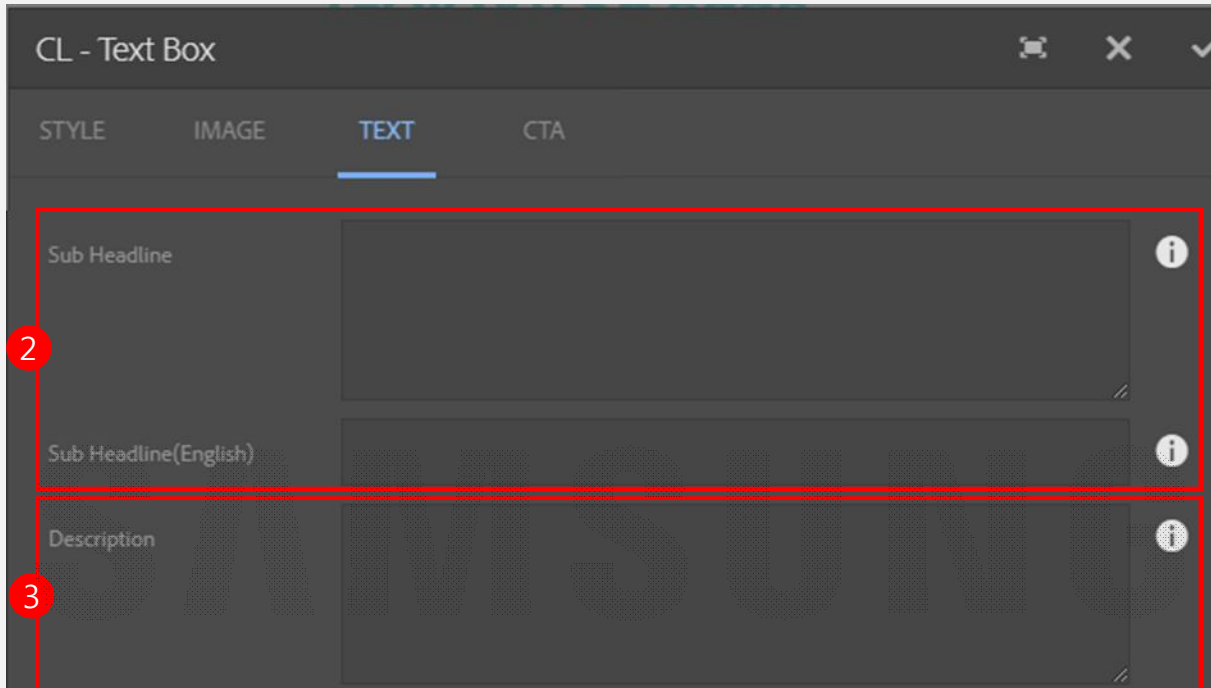 CL - Text Box
STYLE IMAGE TEXT CTA
Sub Headline
2
Sub Headline(English)
Description
3
SAMSUNG